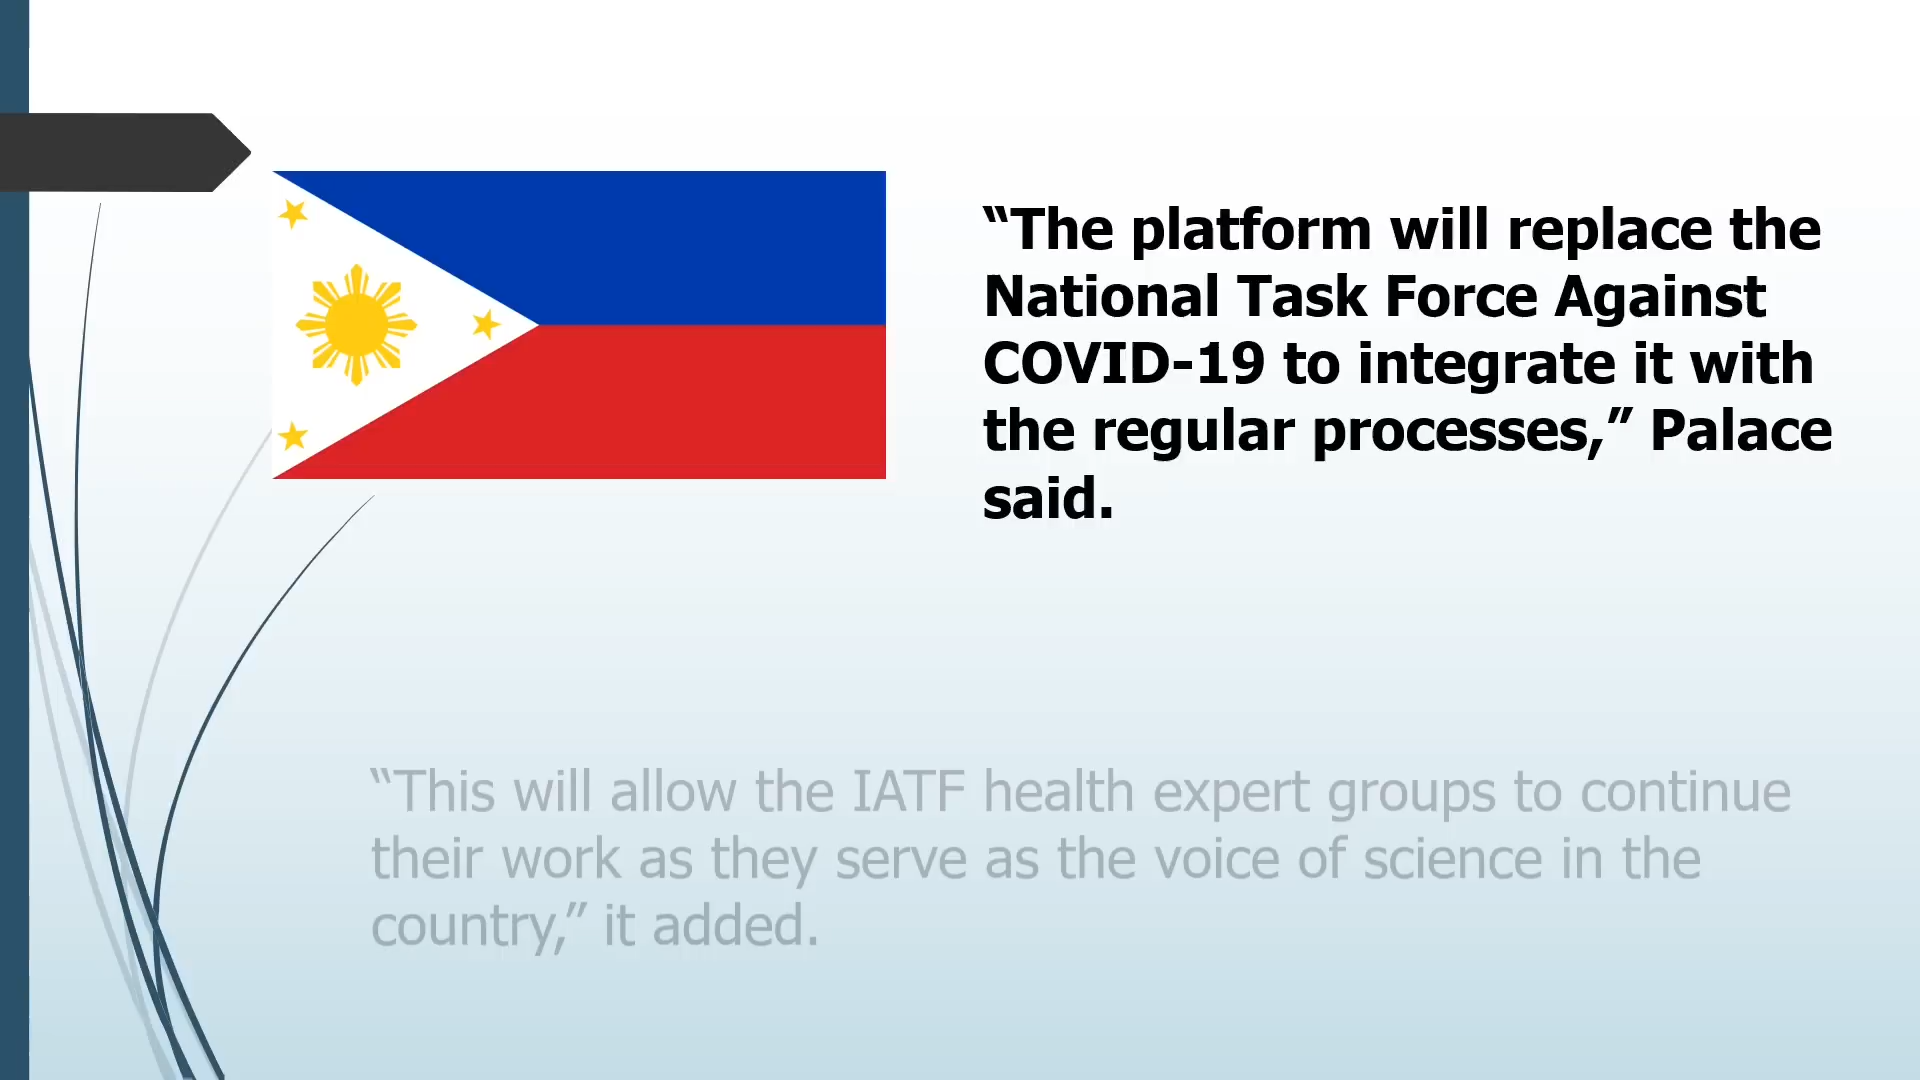 “The platform will replace the
National Task Force Against
COVID-19 to integrate it with
the regular processes,” Palace
said.
“This will allow the IATF health expert groups to continue
their work as they serve as the voice of science in the
country,” it added.